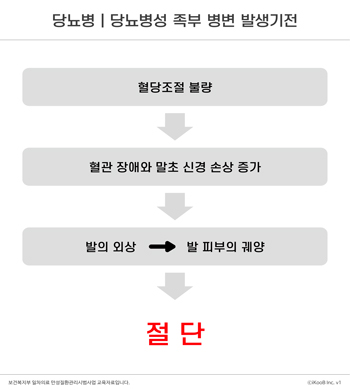 당뇨병 | 당뇨병성 족부 병변 발생기전
혈당조절 불량
혈관 장애와 말초 신경 손상 증가
발의 외상 → 발 피부의 궤양
절 단
보건복지부 일차의료 만성질환관리시범사업 교육자료입니다.
ⓒiKooB Inc. v1